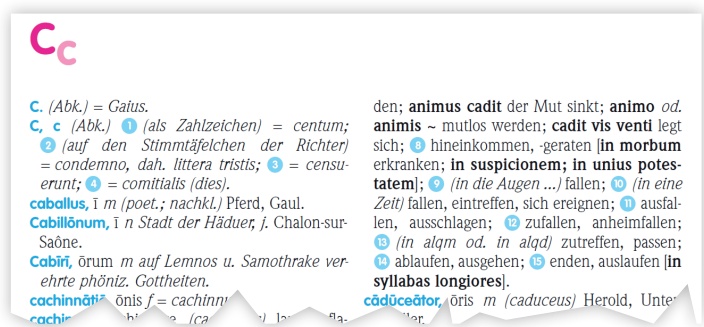 C c
C. (Abk.) = Gaius.
C, c (Abk.) 1 (als Zahlzeichen) = centum;
2 (auf den Stimmtäfelchen der Richter)
= condemno, dah. littera tristis; 3 = censu-
erunt; 4 = comitialis (dies).
caballus, ī m (poet.; nachkl.) Pferd, Gaul.
Cabillōnum, ī n Stadt der Häduer, j. Chalon-sur-
Saône.
Cabīrī, ōrum m auf Lemnos u. Samothrake ver-
ehrte phöniz. Gottheiten.
cachinnātiō, ōnis f = cachinnu
den; animus cadit der Mut sinkt; animo od.
animis ~ mutlos werden; cadit vis venti legt
sich; 8 hineinkommen, -geraten [in morbum
erkranken; in suspicionem; in unius potes-
tatem]; 9 (in die Augen ...) fallen; 10 (in eine
Zeit) fallen, eintreffen, sich ereignen; 11 ausfal-
len, ausschlagen; 12 zufallen, anheimfallen;
13 (in alqm od. in alqd) zutreffen, passen;
14 ablaufen, ausgehen; 15 enden, auslaufen [in
syllabas longiores].
cādūceātor, ōris m (caduceus) Herold, Unter